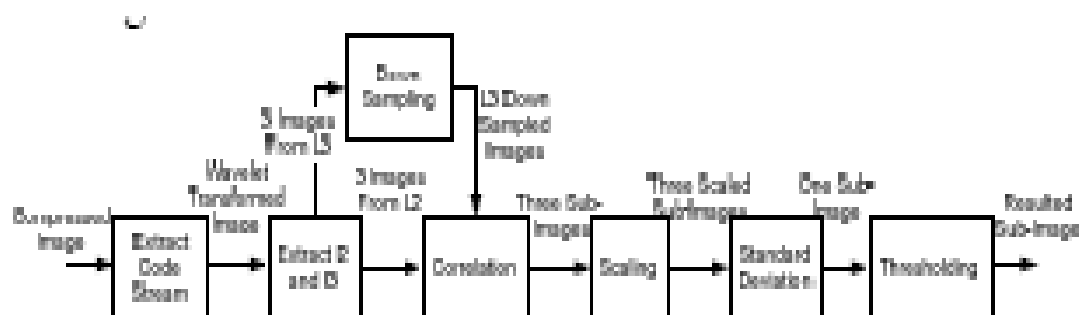 Down
Sampling
3 Images
From L3
L3 Down
Sampled
Images
Wavelet
Transformed
Image
3 Images
From L2
Compressed
Image
Three Sub-
Images
Three Scaled
Sub-Images
One Sub-
Image
Resulted
Sub-Image
Extract
Code
Stream
Extract l2
and l3
Correlation
Scaling
Standard
Deviation
Thresholding